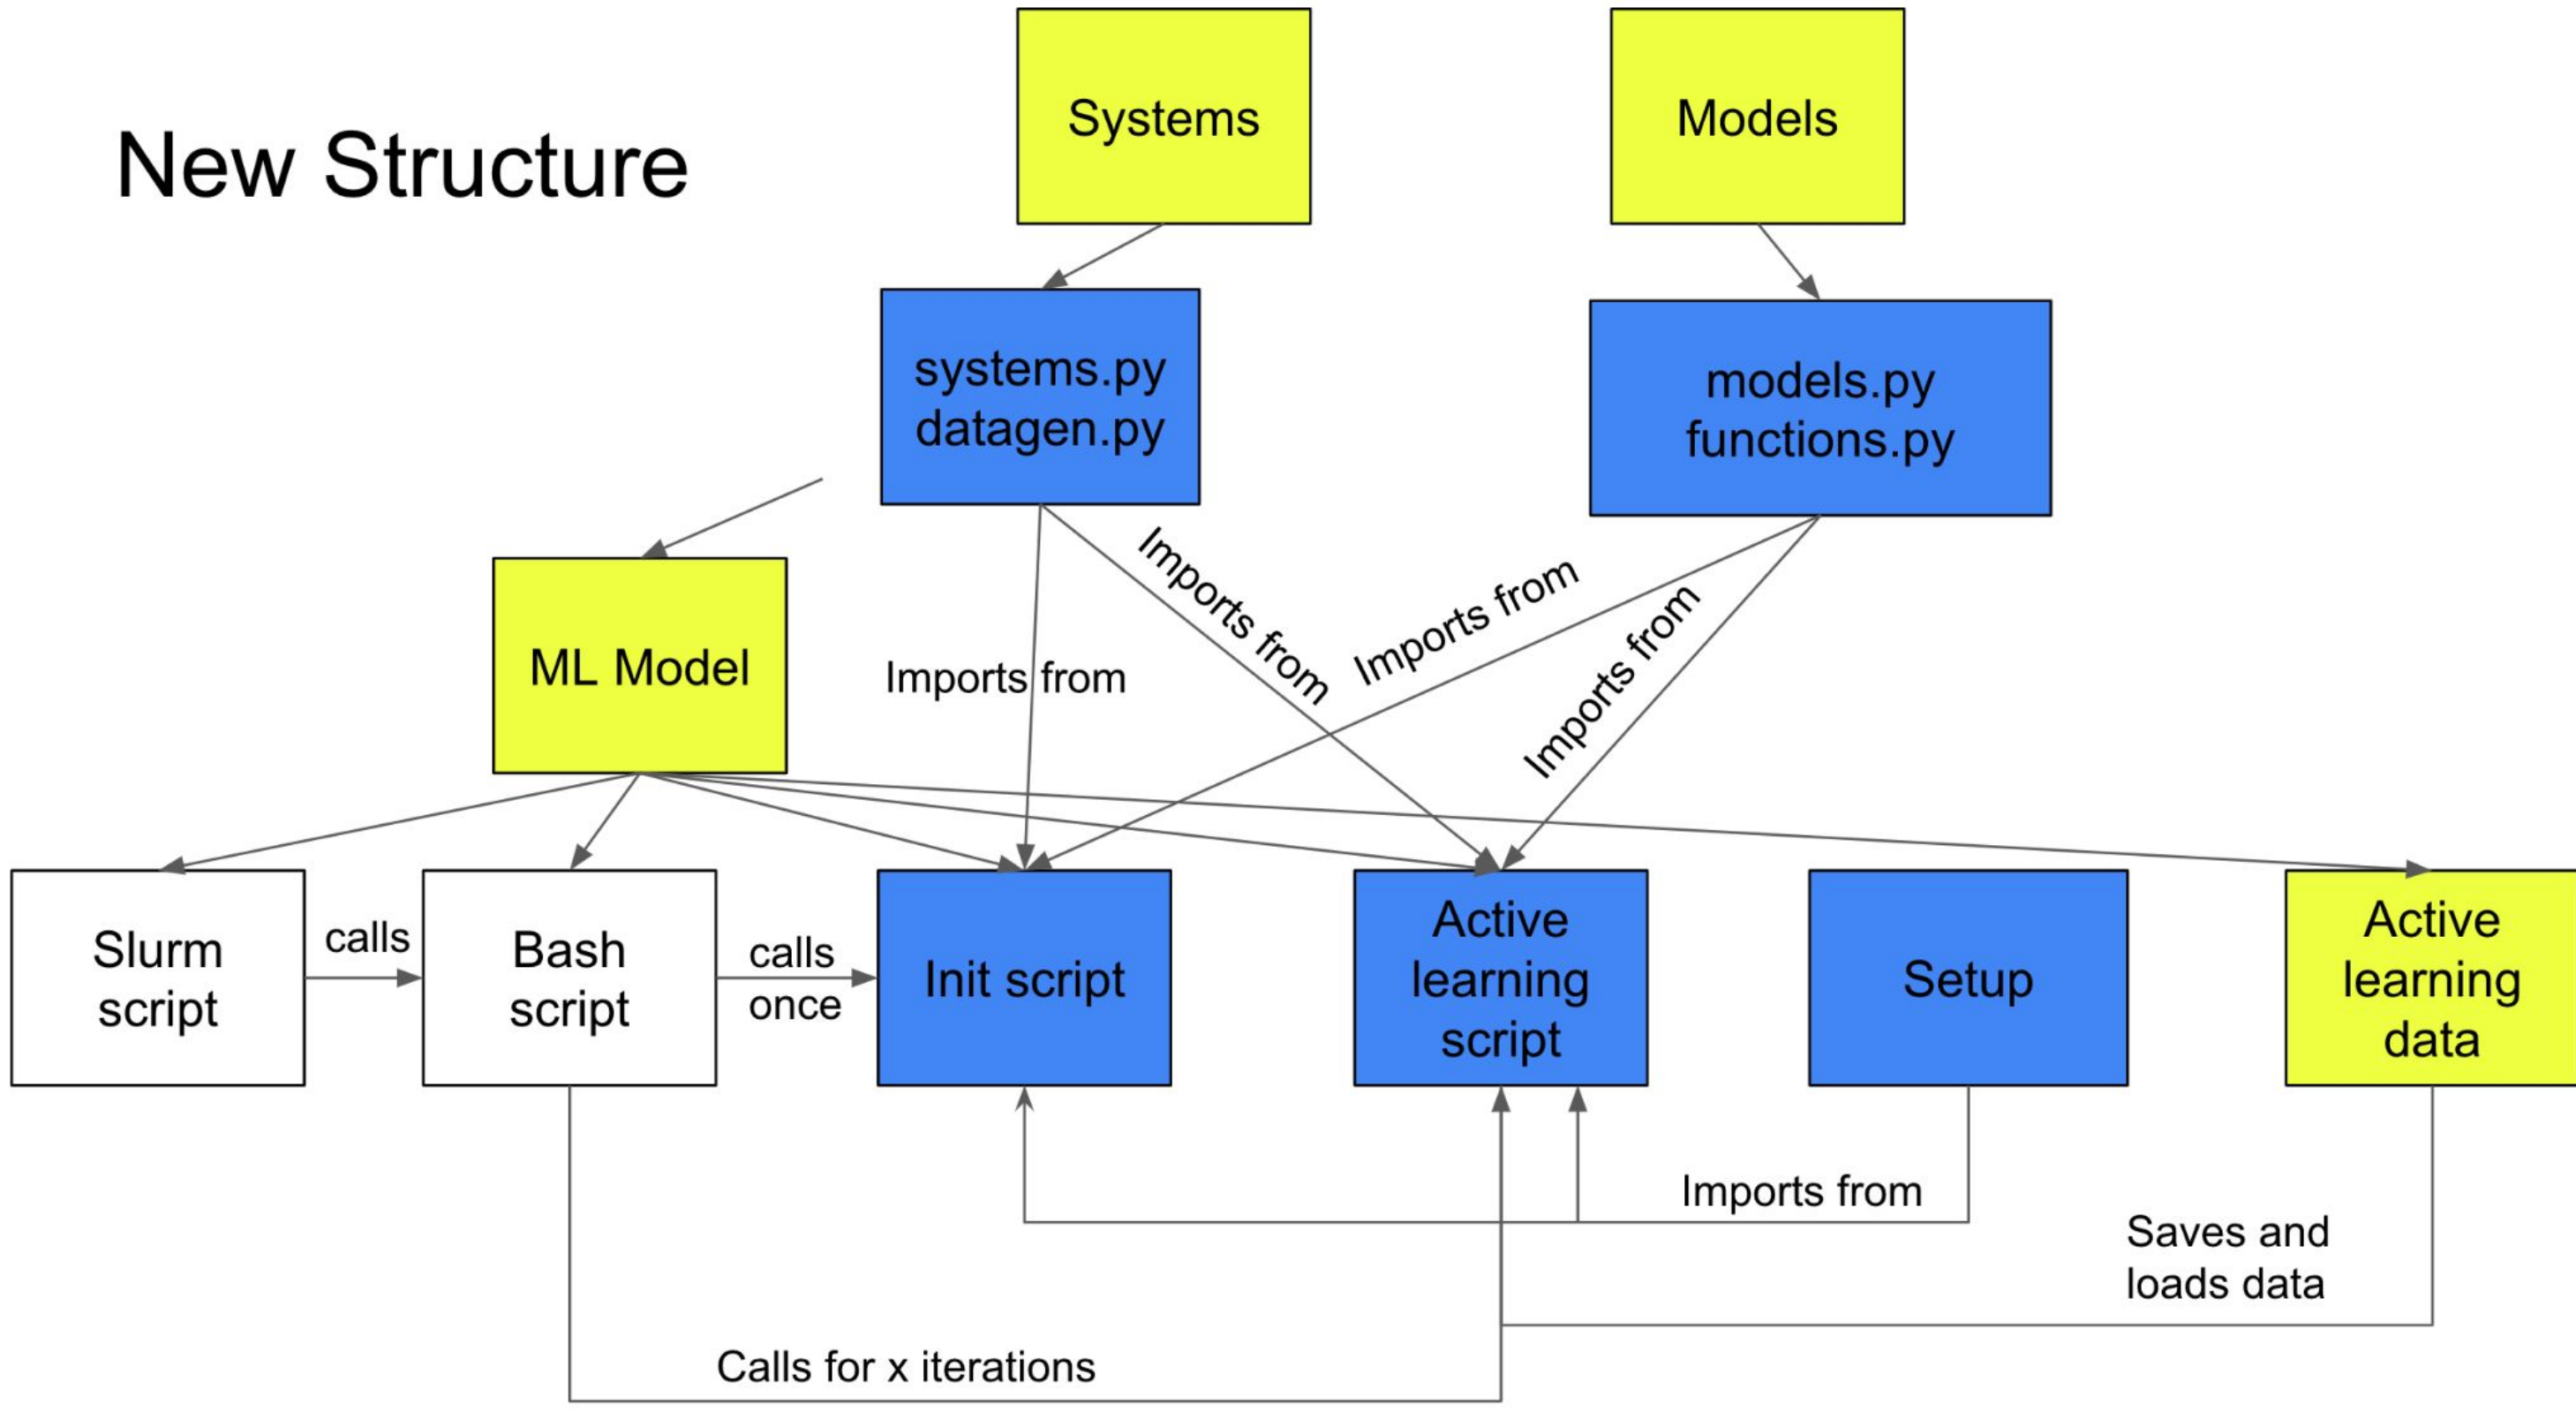 New Structure
Systems
Models
systems.py
datagen.py
models.py
functions.py
Imports from
Imports from
Imports from
Imports from
ML Model
Slurm
script
calls
Bash
script
calls
once
Init script
Active
learning
script
Setup
Active
learning
data
Imports from
Saves and
loads data
Calls for x iterations